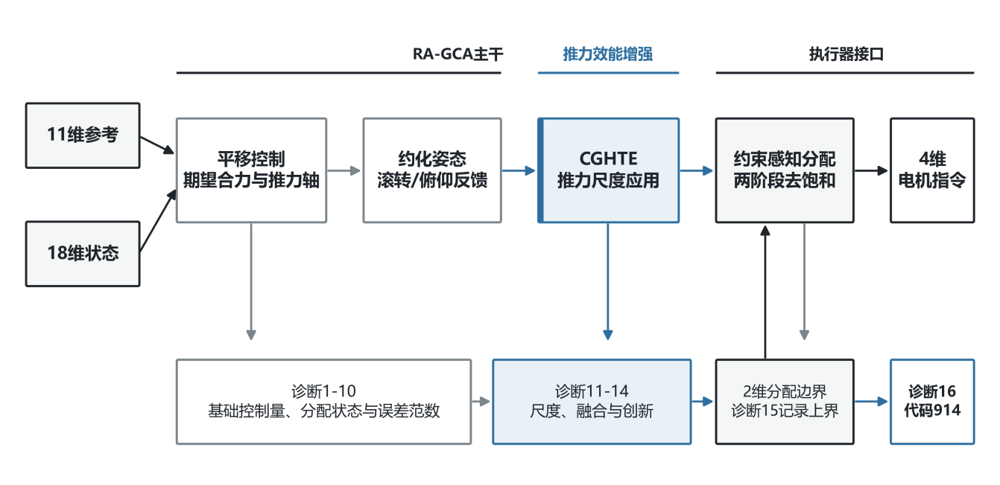 RA-GCA主干
推力效能增强
执行器接口
11维参考
18维状态
平移控制
期望合力与推力轴
约化姿态
滚转/俯仰反馈
CGHTE
推力尺度应用
约束感知分配
两阶段去饱和
4维
电机指令
诊断1-10
基础控制量、分配状态与误差范数
诊断11-14
尺度、融合与创新
2维分配边界
诊断15记录上界
诊断16
代码914